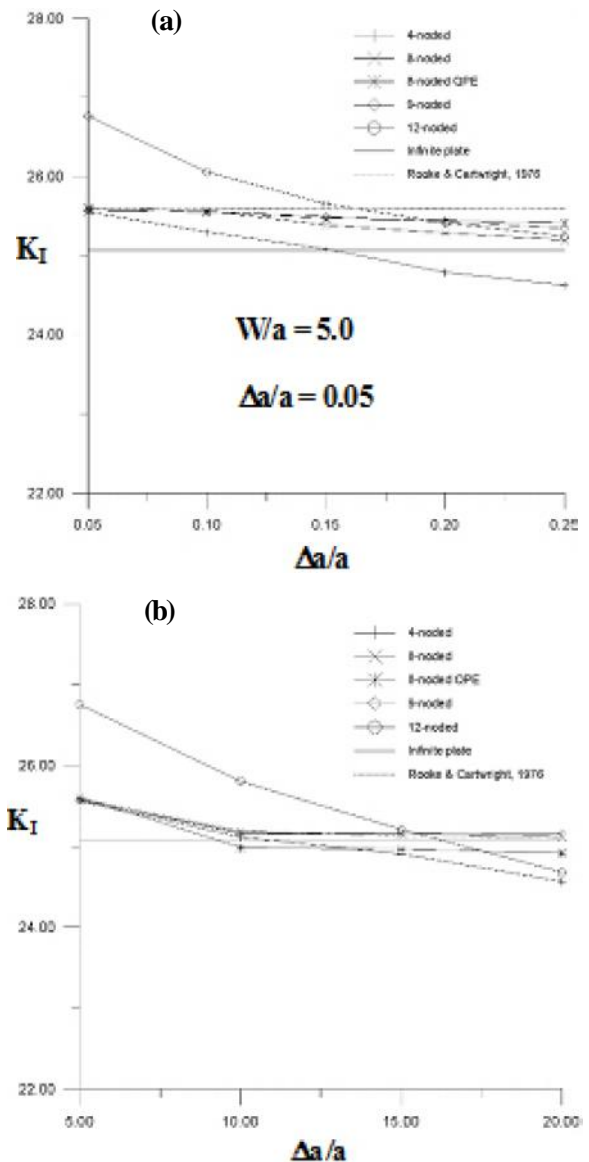 (a)
28.00
4-noded
8-noded
8-noded QPE
9-noded
12-noded
Infinite plate
Rooke & Cartwright, 1976
26.00
K_I
24.00
W/a = 5.0
Δa/a = 0.05
22.00
0.05 0.10 0.15 0.20 0.25
Δa/a
(b)
28.00
4-noded
8-noded
8-noded QPE
9-noded
12-noded
Infinite plate
Rooke & Cartwright, 1976
26.00
K_I
24.00
22.00
5.00 10.00 15.00 20.00
Δa/a